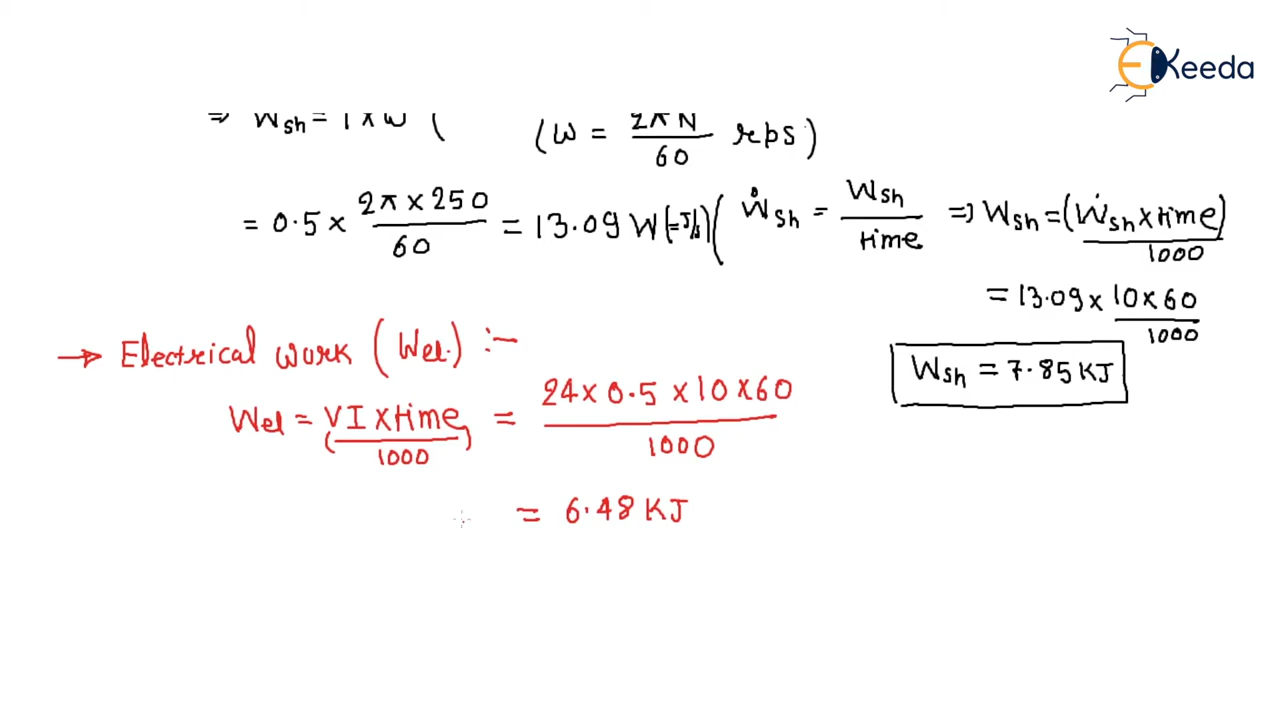 EKeeda
⇒ Wsh = T × W ( (ω = 2πN/60 rps)
= 0.5 × 2π × 250/60 = 13.09 W (=J/s) ( Ẇsh = Wsh/time ⇒ Wsh = (Ẇsh × time)/1000
= 13.09 × 10 × 60/1000
Wsh = 7.85 KJ
→ Electrical work (Wel.) :-
Wel = (VI × time)/1000 = 24 × 0.5 × 10 × 60/1000
= 6.48 KJ